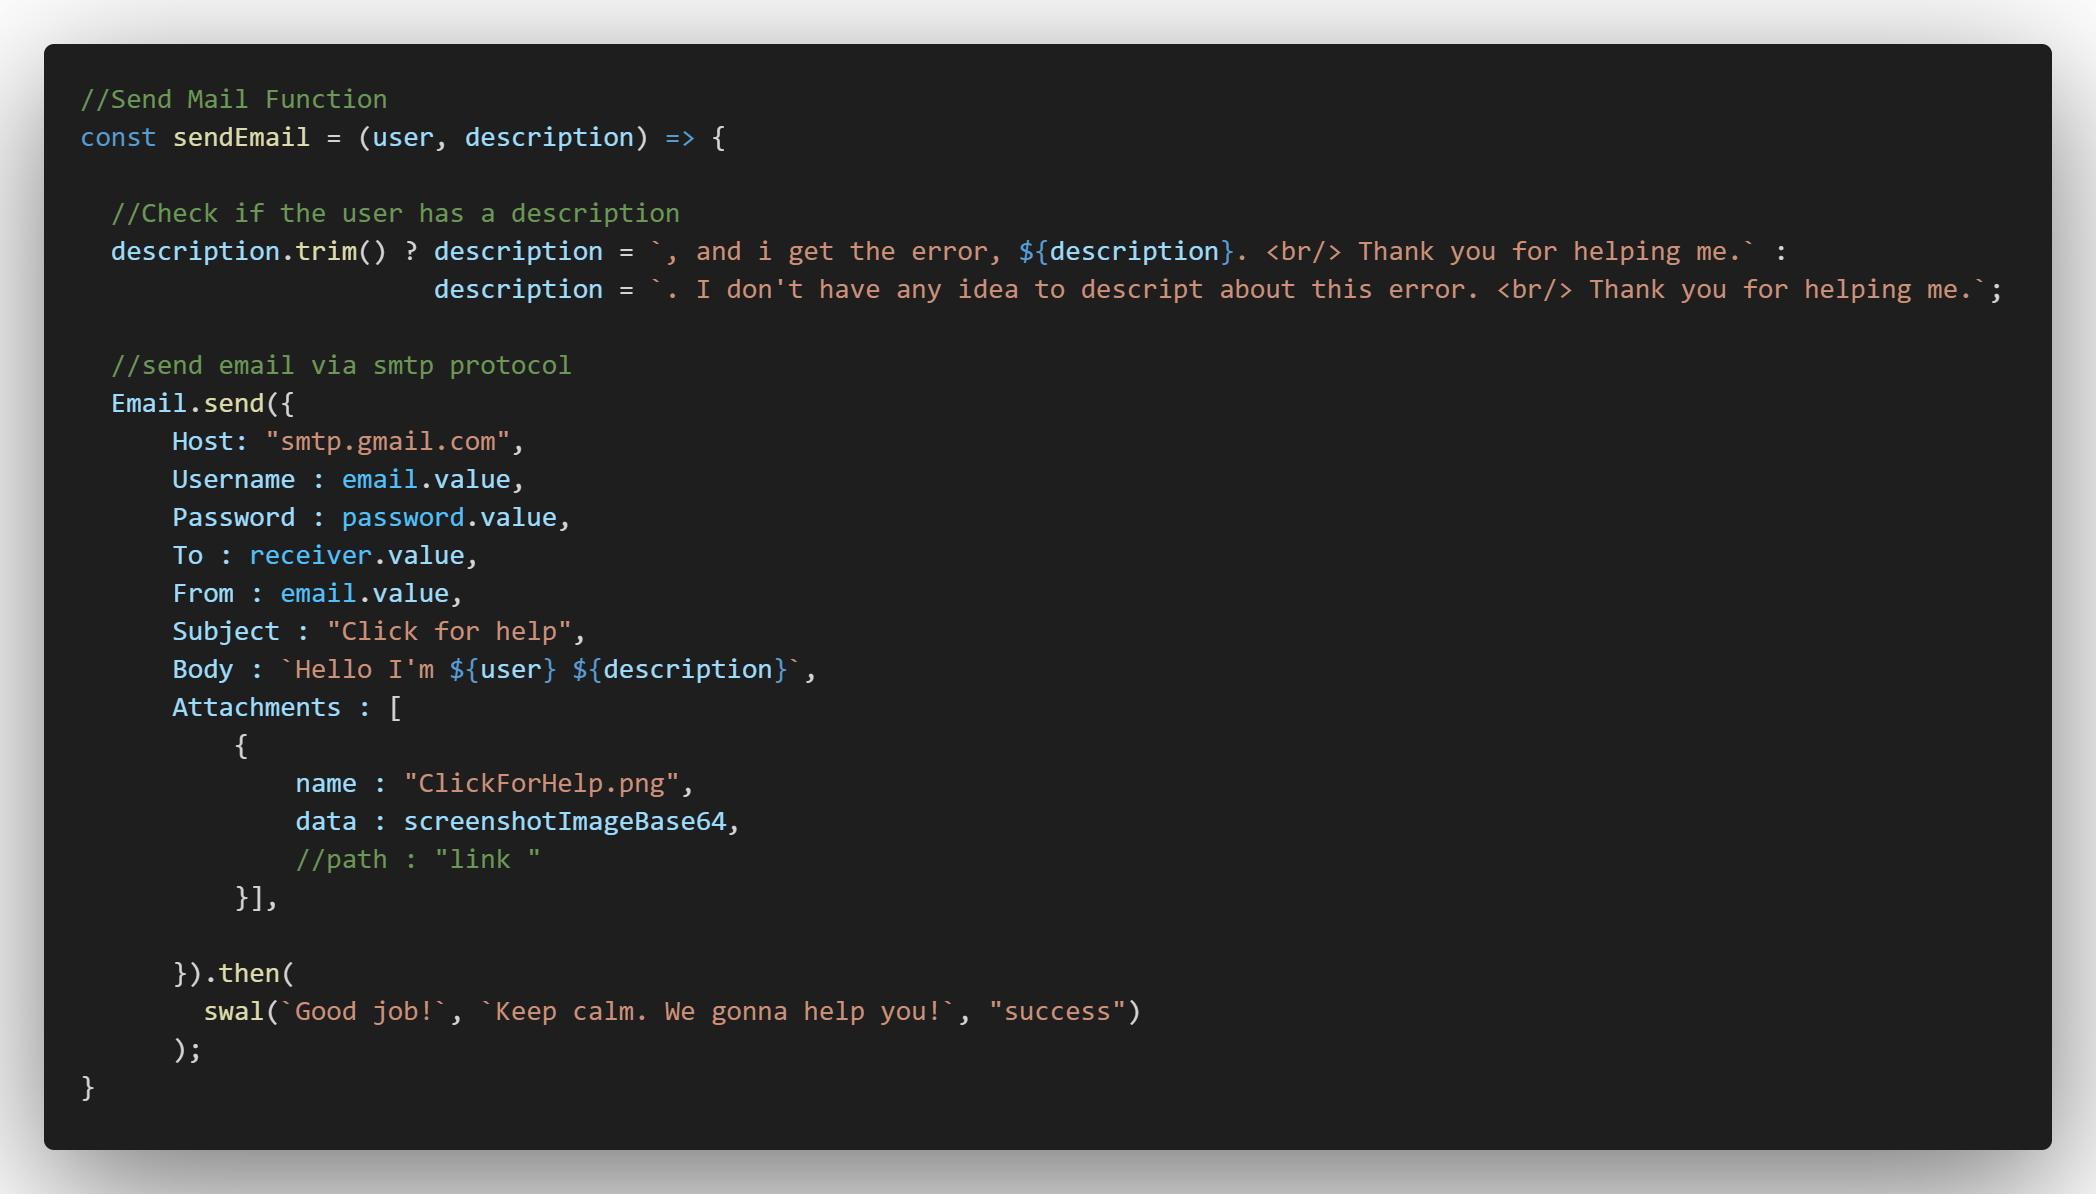 //Send Mail Function
const sendEmail = (user, description) => {
//Check if the user has a description
description.trim() ? description = `, and i get the error, ${description}. <br/> Thank you for helping me.` :
description = `. I don't have any idea to descript about this error. <br/> Thank you for helping me.`;
//send email via smtp protocol
Email.send({
Host: "smtp.gmail.com",
Username : email.value,
Password : password.value,
To : receiver.value,
From : email.value,
Subject : "Click for help",
Body : `Hello I'm ${user} ${description}`,
Attachments : [
{
name : "ClickForHelp.png",
data : screenshotImageBase64,
//path : "link "
}],
}).then(
swal(`Good job!`, `Keep calm. We gonna help you!`, "success")
);
}